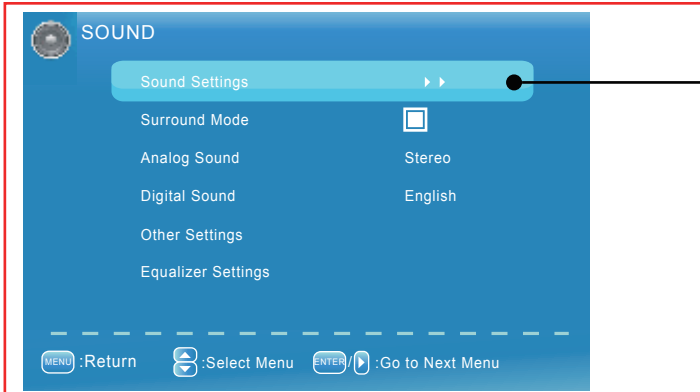 SOUND
Sound Settings
Surround Mode
Analog Sound Stereo
Digital Sound English
Other Settings
Equalizer Settings
MENU :Return :Select Menu ENTER / :Go to Next Menu